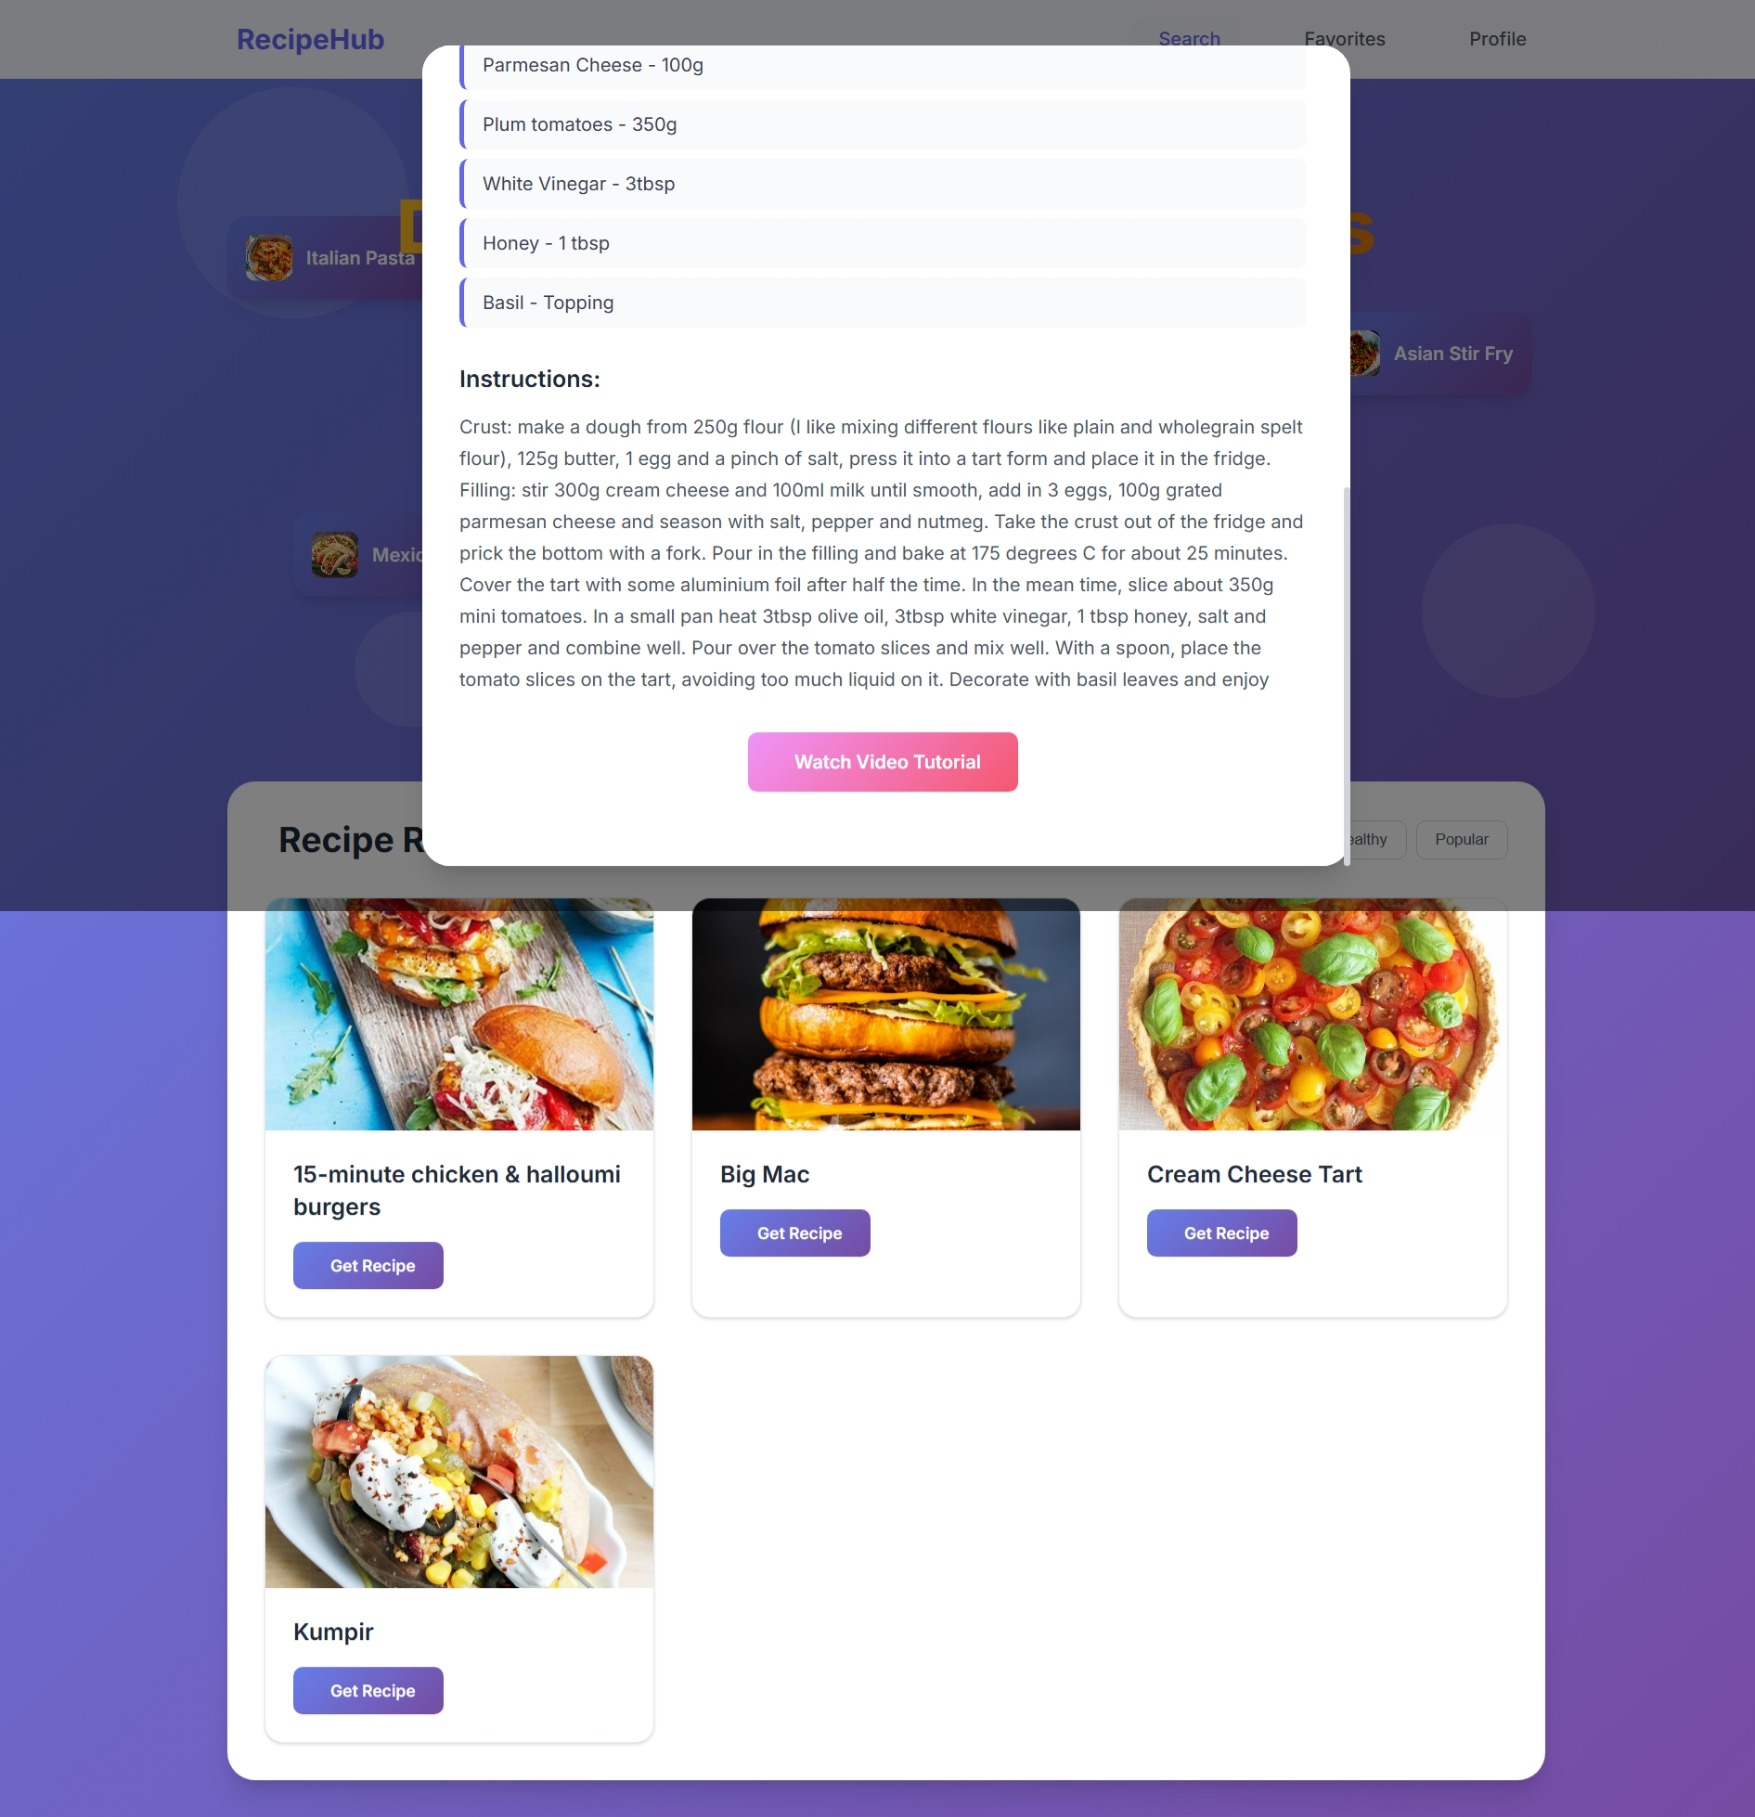 RecipeHub
Search
Favorites
Profile
Parmesan Cheese - 100g
Plum tomatoes - 350g
White Vinegar - 3tbsp
Honey - 1 tbsp
Basil - Topping
Italian Pasta
Asian Stir Fry
Instructions:
Crust: make a dough from 250g flour (I like mixing different flours like plain and wholegrain spelt
flour), 125g butter, 1 egg and a pinch of salt, press it into a tart form and place it in the fridge.
Filling: stir 300g cream cheese and 100ml milk until smooth, add in 3 eggs, 100g grated
parmesan cheese and season with salt, pepper and nutmeg. Take the crust out of the fridge and
prick the bottom with a fork. Pour in the filling and bake at 175 degrees C for about 25 minutes.
Cover the tart with some aluminium foil after half the time. In the mean time, slice about 350g
mini tomatoes. In a small pan heat 3tbsp olive oil, 3tbsp white vinegar, 1 tbsp honey, salt and
pepper and combine well. Pour over the tomato slices and mix well. With a spoon, place the
tomato slices on the tart, avoiding too much liquid on it. Decorate with basil leaves and enjoy
Watch Video Tutorial
Recipe
Popular
15-minute chicken & halloumi
burgers
Get Recipe
Big Mac
Get Recipe
Cream Cheese Tart
Get Recipe
Kumpir
Get Recipe